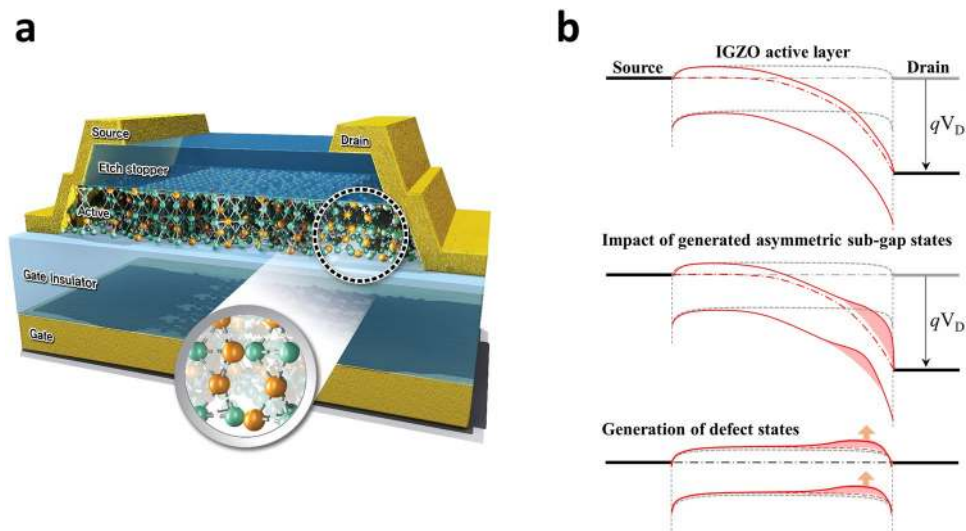 a
Source
Drain
Etch stopper
Active
Gate Insulator
Gate
b
IGZO active layer
Source
Drain
qV_D
Impact of generated asymmetric sub-gap states
qV_D
Generation of defect states